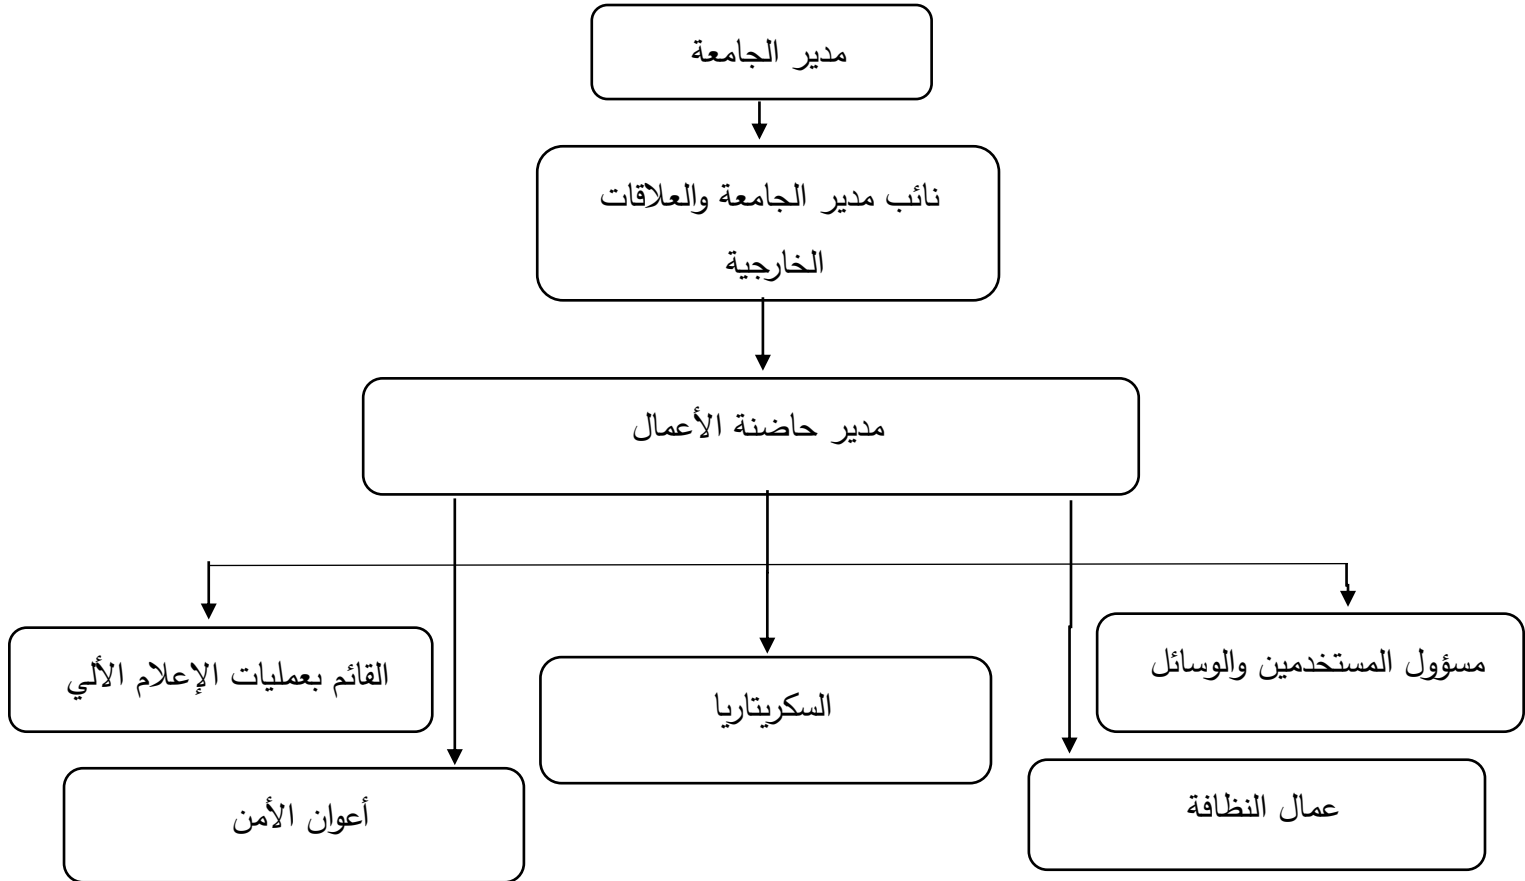 مدير الجامعة
نائب مدير الجامعة والعلاقات
الخارجية
مدير حاضنة الأعمال
مسؤول المستخدمين والوسائل
السكريتاريا
القائم بعمليات الإعلام الألي
عمال النظافة
أعوان الأمن